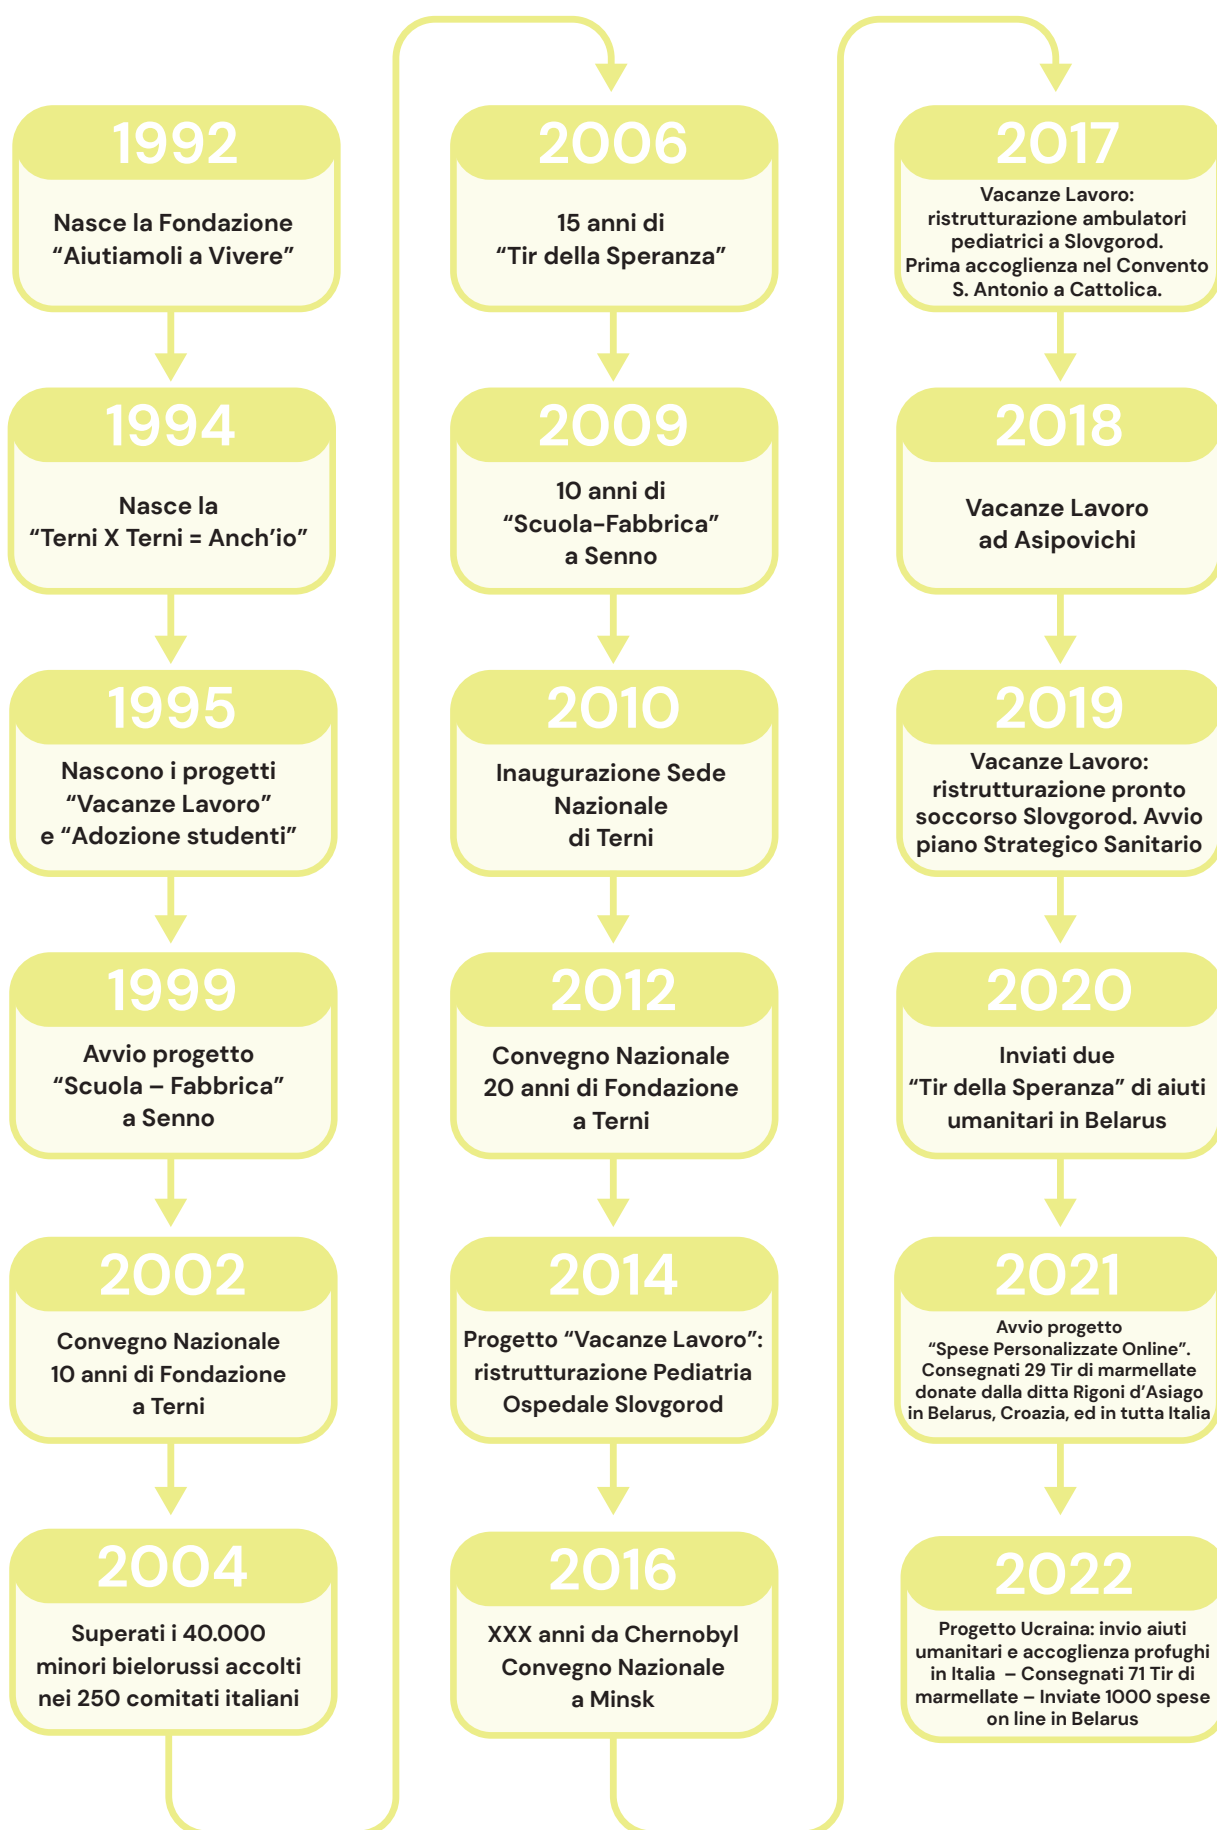 1992
Nasce la Fondazione
“Aiutiamoli a Vivere”
1994
Nasce la
“Terni X Terni = Anch’io”
1995
Nascono i progetti
“Vacanze Lavoro”
e “Adozione studenti”
1999
Avvio progetto
“Scuola – Fabbrica”
a Senno
2002
Convegno Nazionale
10 anni di Fondazione
a Terni
2004
Superati i 40.000
minori bielorussi accolti
nei 250 comitati italiani
2006
15 anni di
“Tir della Speranza”
2009
10 anni di
“Scuola-Fabbrica”
a Senno
2010
Inaugurazione Sede
Nazionale
di Terni
2012
Convegno Nazionale
20 anni di Fondazione
a Terni
2014
Progetto “Vacanze Lavoro”:
ristrutturazione Pediatria
Ospedale Slovgorod
2016
XXX anni da Chernobyl
Convegno Nazionale
a Minsk
2017
Vacanze Lavoro:
ristrutturazione ambulatori
pediatrici a Slovgorod.
Prima accoglienza nel Convento
S. Antonio a Cattolica.
2018
Vacanze Lavoro
ad Asipovichi
2019
Vacanze Lavoro:
ristrutturazione pronto
soccorso Slovgorod. Avvio
piano Strategico Sanitario
2020
Inviati due
“Tir della Speranza” di aiuti
umanitari in Belarus
2021
Avvio progetto
“Spese Personalizzate Online”.
Consegnati 29 Tir di marmellate
donate dalla ditta Rigoni d’Asiago
in Belarus, Croazia, ed in tutta Italia
2022
Progetto Ucraina: invio aiuti
umanitari e accoglienza profughi
in Italia – Consegnati 71 Tir di
marmellate – Inviate 1000 spese
on line in Belarus